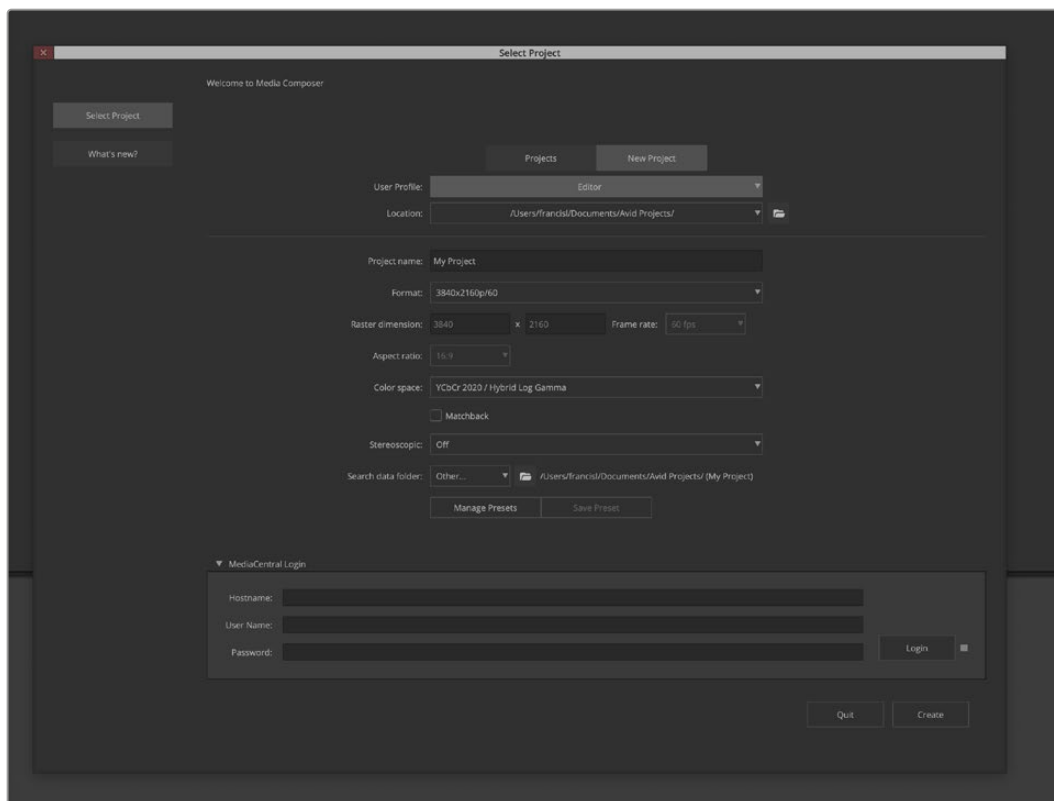 Select Project
Welcome to Media Composer
Select Project
What's new?
Projects New Project
User Profile: Editor
Location: /Users/francisl/Documents/Avid Projects/
Project name: My Project
Format: 3840x2160p/60
Raster dimension: 3840 x 2160 Frame rate: 60 fps
Aspect ratio: 16:9
Color space: YCbCr 2020 / Hybrid Log Gamma
Matchback
Stereoscopic: Off
Search data folder: Other... /Users/francisl/Documents/Avid Projects/ (My Project)
Manage Presets Save Preset
MediaCentral Login
Hostname:
User Name:
Password:
Login
Quit Create